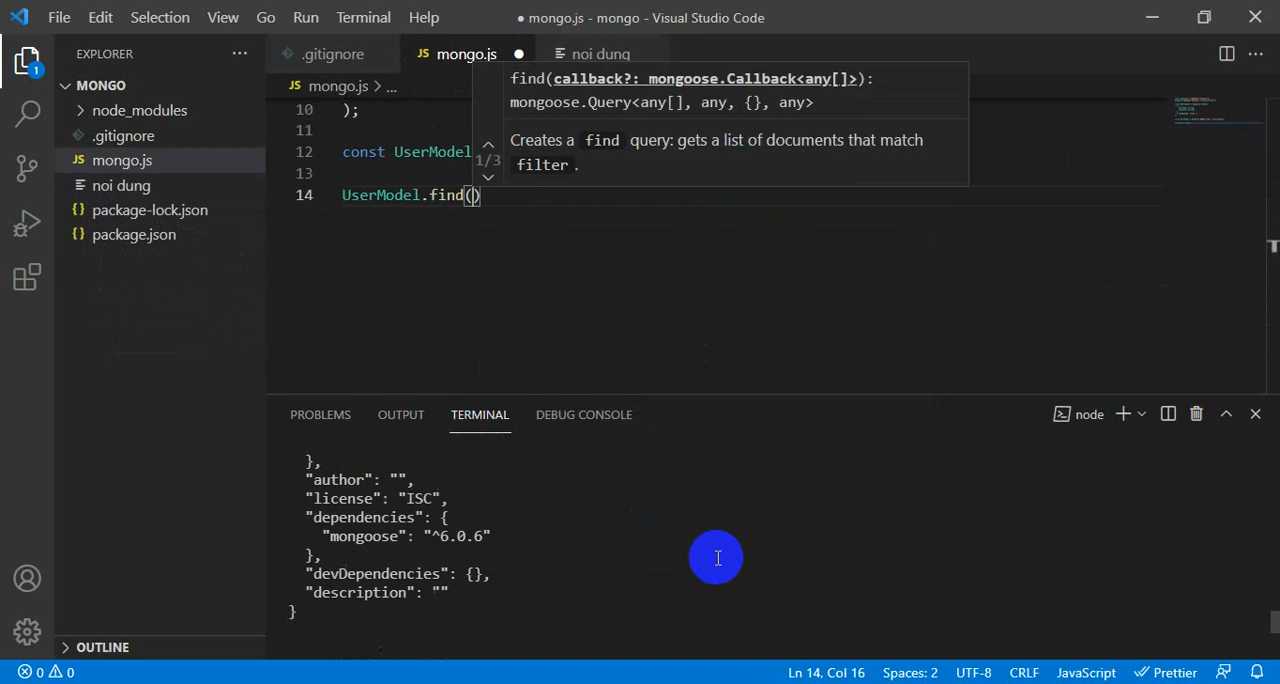 File Edit Selection View Go Run Terminal Help ● mongo.js - mongo - Visual Studio Code
EXPLORER ···
1
MONGO
node_modules
.gitignore
JS mongo.js
noi dung
{} package-lock.json
{} package.json
OUTLINE
.gitignore JS mongo.js ● noi dung ···
JS mongo.js > ...
find(callback?: mongoose.Callback<any[]>):
mongoose.Query<any[], any, {}, any>
Creates a find query: gets a list of documents that match
filter .
1/3
10 );
11
12 const UserModel
13
14 UserModel.find()
PROBLEMS OUTPUT TERMINAL DEBUG CONSOLE node
},
"author": "",
"license": "ISC",
"dependencies": {
"mongoose": "^6.0.6"
},
"devDependencies": {},
"description": ""
}
0 0 Ln 14, Col 16 Spaces: 2 UTF-8 CRLF JavaScript Prettier